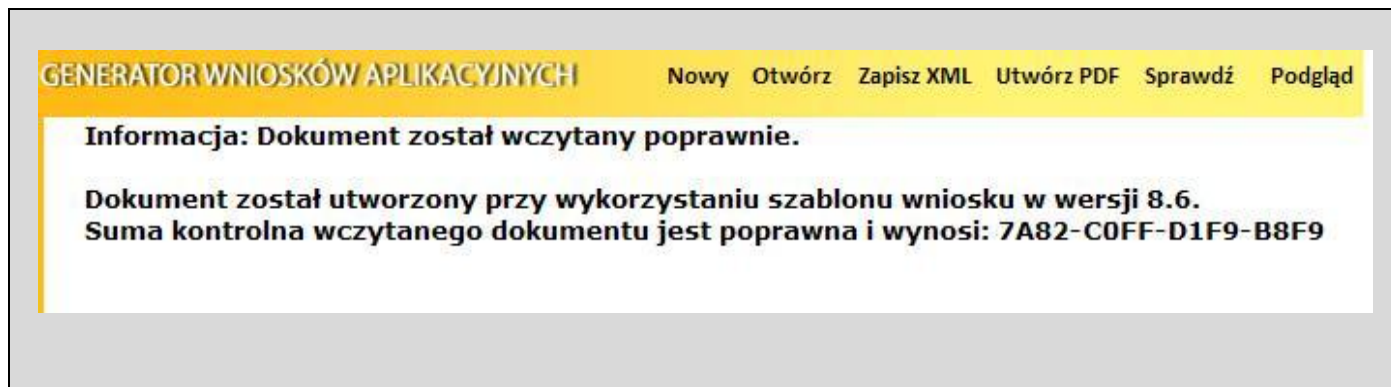 GENERATOR WNIOSKÓW APLIKACYJNYCH Nowy Otwórz Zapisz XML Utwórz PDF Sprawdź Podgląd
Informacja: Dokument został wczytany poprawnie.
Dokument został utworzony przy wykorzystaniu szablonu wniosku w wersji 8.6.
Suma kontrolna wczytanego dokumentu jest poprawna i wynosi: 7A82-C0FF-D1F9-B8F9